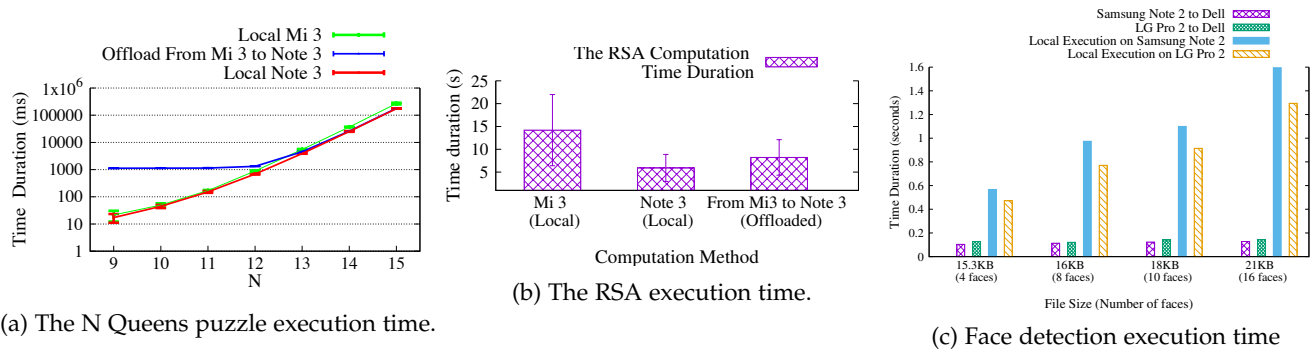 Local Mi 3
Offload From Mi 3 to Note 3
Local Note 3
Time Duration (ms)
1x10^6
100000
10000
1000
100
10
1
9 10 11 12 13 14 15
N
(a) The N Queens puzzle execution time.
The RSA Computation
Time Duration
Time duration (s)
25
20
15
10
5
Mi 3 Note 3 From Mi3 to Note 3
(Local) (Local) (Offloaded)
Computation Method
(b) The RSA execution time.
Samsung Note 2 to Dell
LG Pro 2 to Dell
Local Execution on Samsung Note 2
Local Execution on LG Pro 2
Time Duration (seconds)
1.6
1.4
1.2
1
0.8
0.6
0.4
0.2
0
15.3KB 16KB 18KB 21KB
(4 faces) (8 faces) (10 faces) (16 faces)
File Size (Number of faces)
(c) Face detection execution time